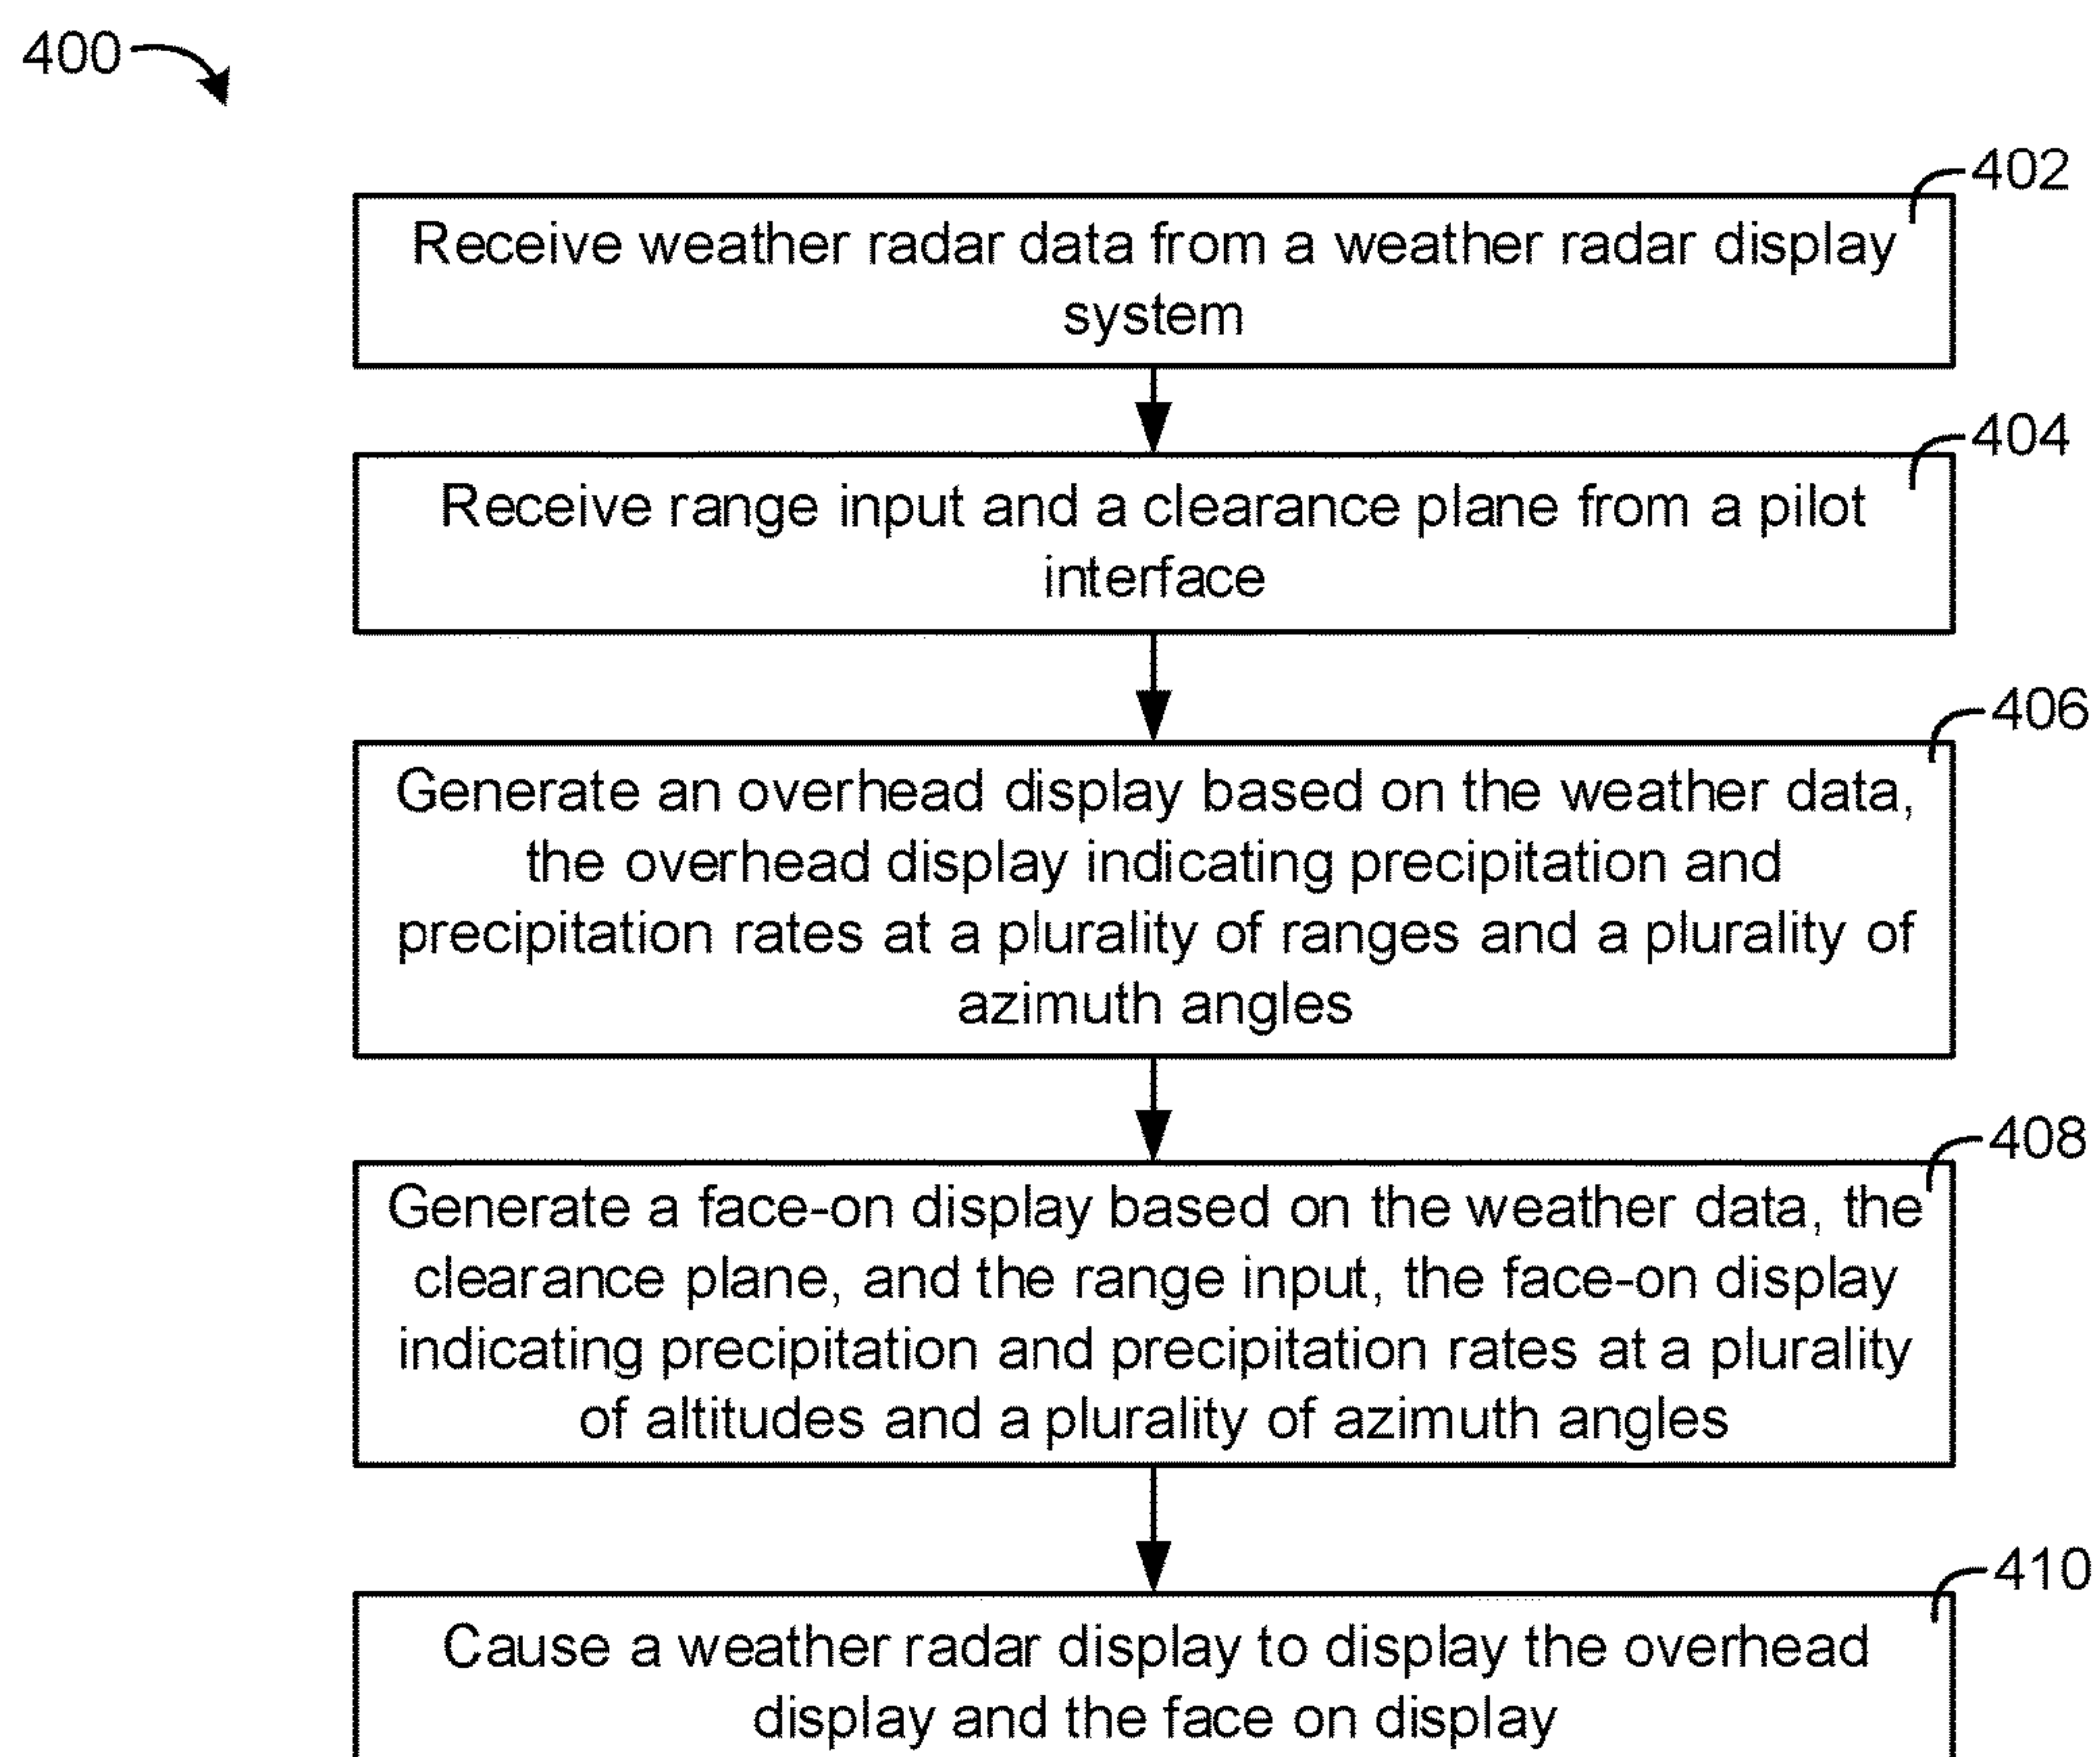 400
402
Receive weather radar data from a weather radar display
system
404
Receive range input and a clearance plane from a pilot
interface
406
Generate an overhead display based on the weather data,
the overhead display indicating precipitation and
precipitation rates at a plurality of ranges and a plurality of
azimuth angles
408
Generate a face-on display based on the weather data, the
clearance plane, and the range input, the face-on display
indicating precipitation and precipitation rates at a plurality
of altitudes and a plurality of azimuth angles
410
Cause a weather radar display to display the overhead
display and the face on display